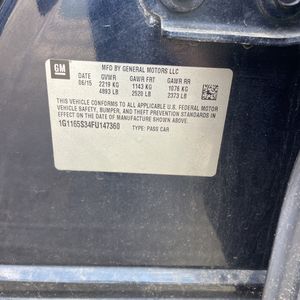 GM
MFD BY GENERAL MOTORS LLC
DATE GVWR GAWR FRT GAWR RR
06/15 2219 KG 1143 KG 1076 KG
4893 LB 2520 LB 2373 LB
THIS VEHICLE CONFORMS TO ALL APPLICABLE U.S. FEDERAL MOTOR
VEHICLE SAFETY, BUMPER, AND THEFT PREVENTION STANDARDS IN
EFFECT ON THE DATE OF MANUFACTURE SHOWN ABOVE.
1G1165S34FU147360 TYPE: PASS CAR